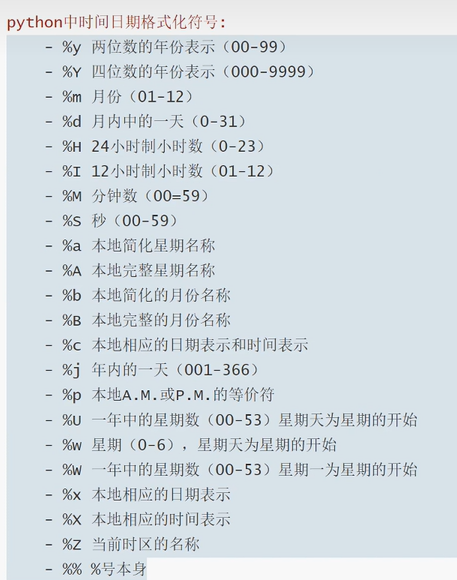 python中时间日期格式化符号:
- %y 两位数的年份表示（00-99）
- %Y 四位数的年份表示（000-9999）
- %m 月份（01-12）
- %d 月内中的一天（0-31）
- %H 24小时制小时数（0-23）
- %I 12小时制小时数（01-12）
- %M 分钟数（00=59）
- %S 秒（00-59）
- %a 本地简化星期名称
- %A 本地完整星期名称
- %b 本地简化的月份名称
- %B 本地完整的月份名称
- %c 本地相应的日期表示和时间表示
- %j 年内的一天（001-366）
- %p 本地A.M.或P.M.的等价符
- %U 一年中的星期数（00-53）星期天为星期的开始
- %w 星期（0-6），星期天为星期的开始
- %W 一年中的星期数（00-53）星期一为星期的开始
- %x 本地相应的日期表示
- %X 本地相应的时间表示
- %Z 当前时区的名称
- %% %号本身